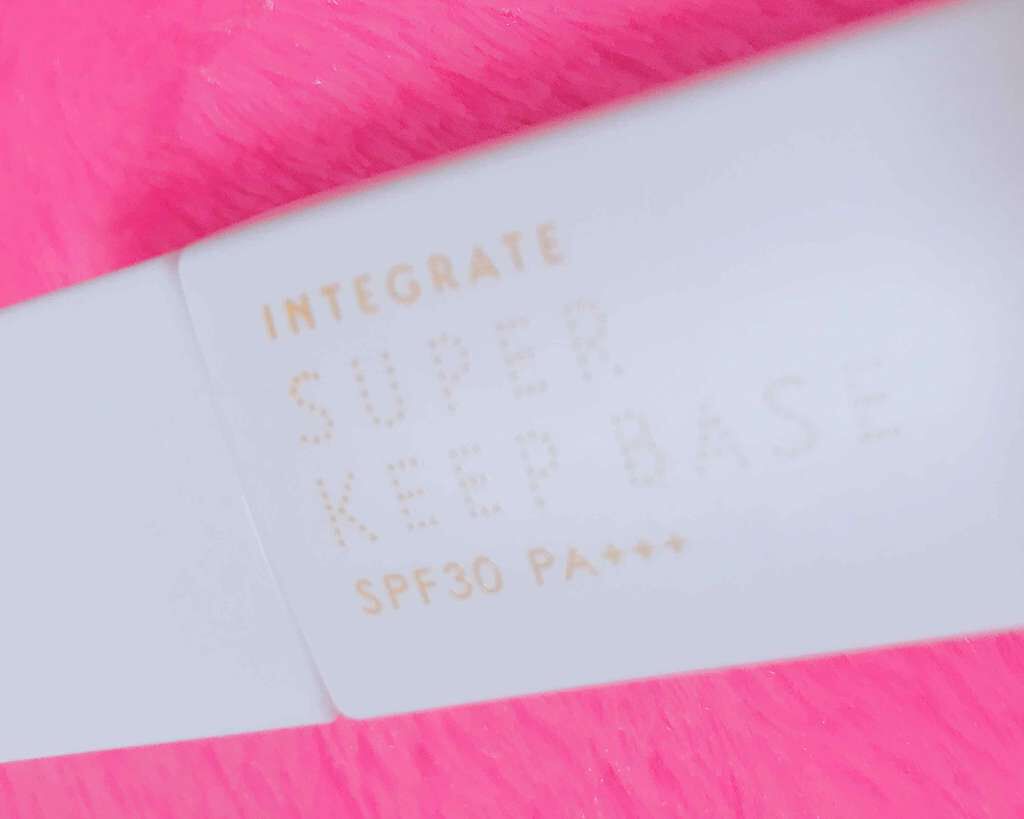 INTEGRATE
SUPER
KEEP BASE
SPF30 PA+++